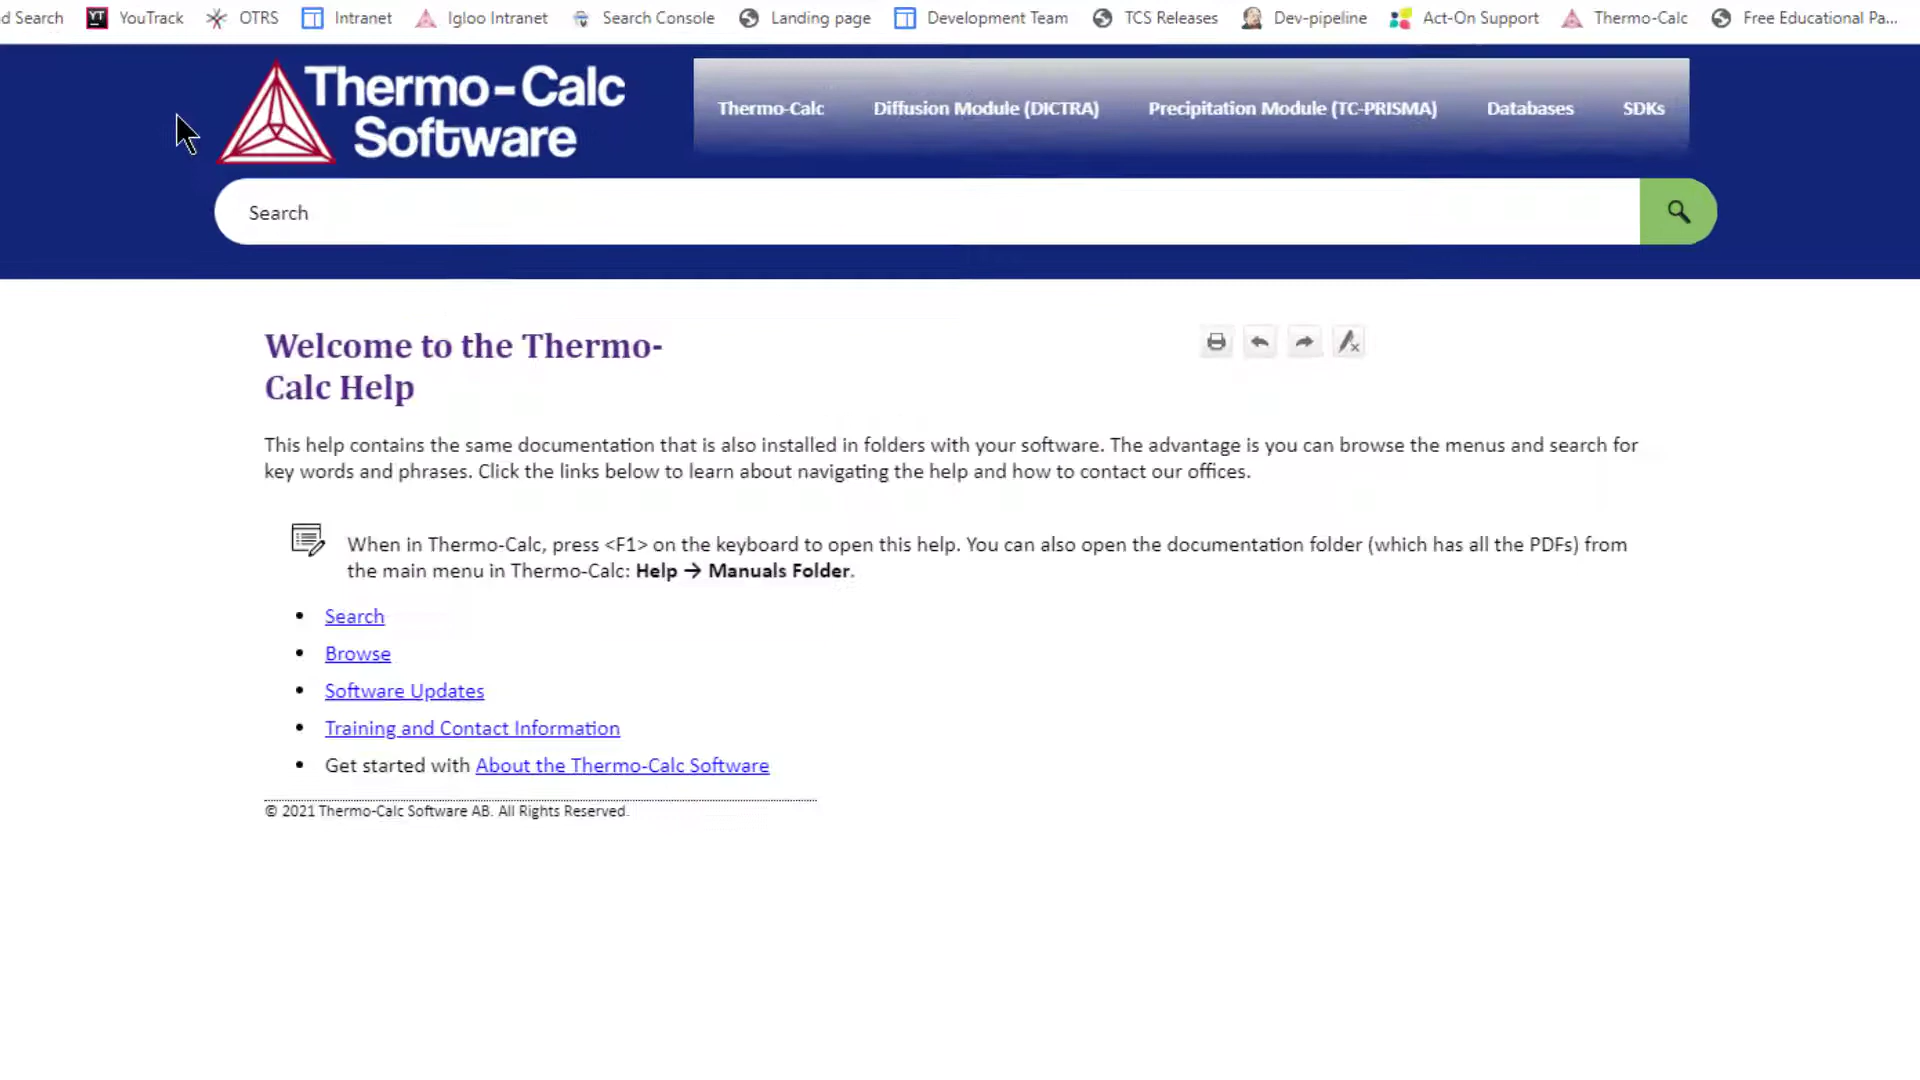 d Search YouTrack OTRS Intranet Igloo Intranet Search Console Landing page Development Team TCS Releases Dev-pipeline Act-On Support Thermo-Calc Free Educational Pa...
Thermo-Calc
Software
Thermo-Calc Diffusion Module (DICTRA) Precipitation Module (TC-PRISMA) Databases SDKs
Search
Welcome to the Thermo-
Calc Help
This help contains the same documentation that is also installed in folders with your software. The advantage is you can browse the menus and search for
key words and phrases. Click the links below to learn about navigating the help and how to contact our offices.
When in Thermo-Calc, press <F1> on the keyboard to open this help. You can also open the documentation folder (which has all the PDFs) from
the main menu in Thermo-Calc: Help → Manuals Folder.
• Search
• Browse
• Software Updates
• Training and Contact Information
• Get started with About the Thermo-Calc Software
© 2021 Thermo-Calc Software AB. All Rights Reserved.